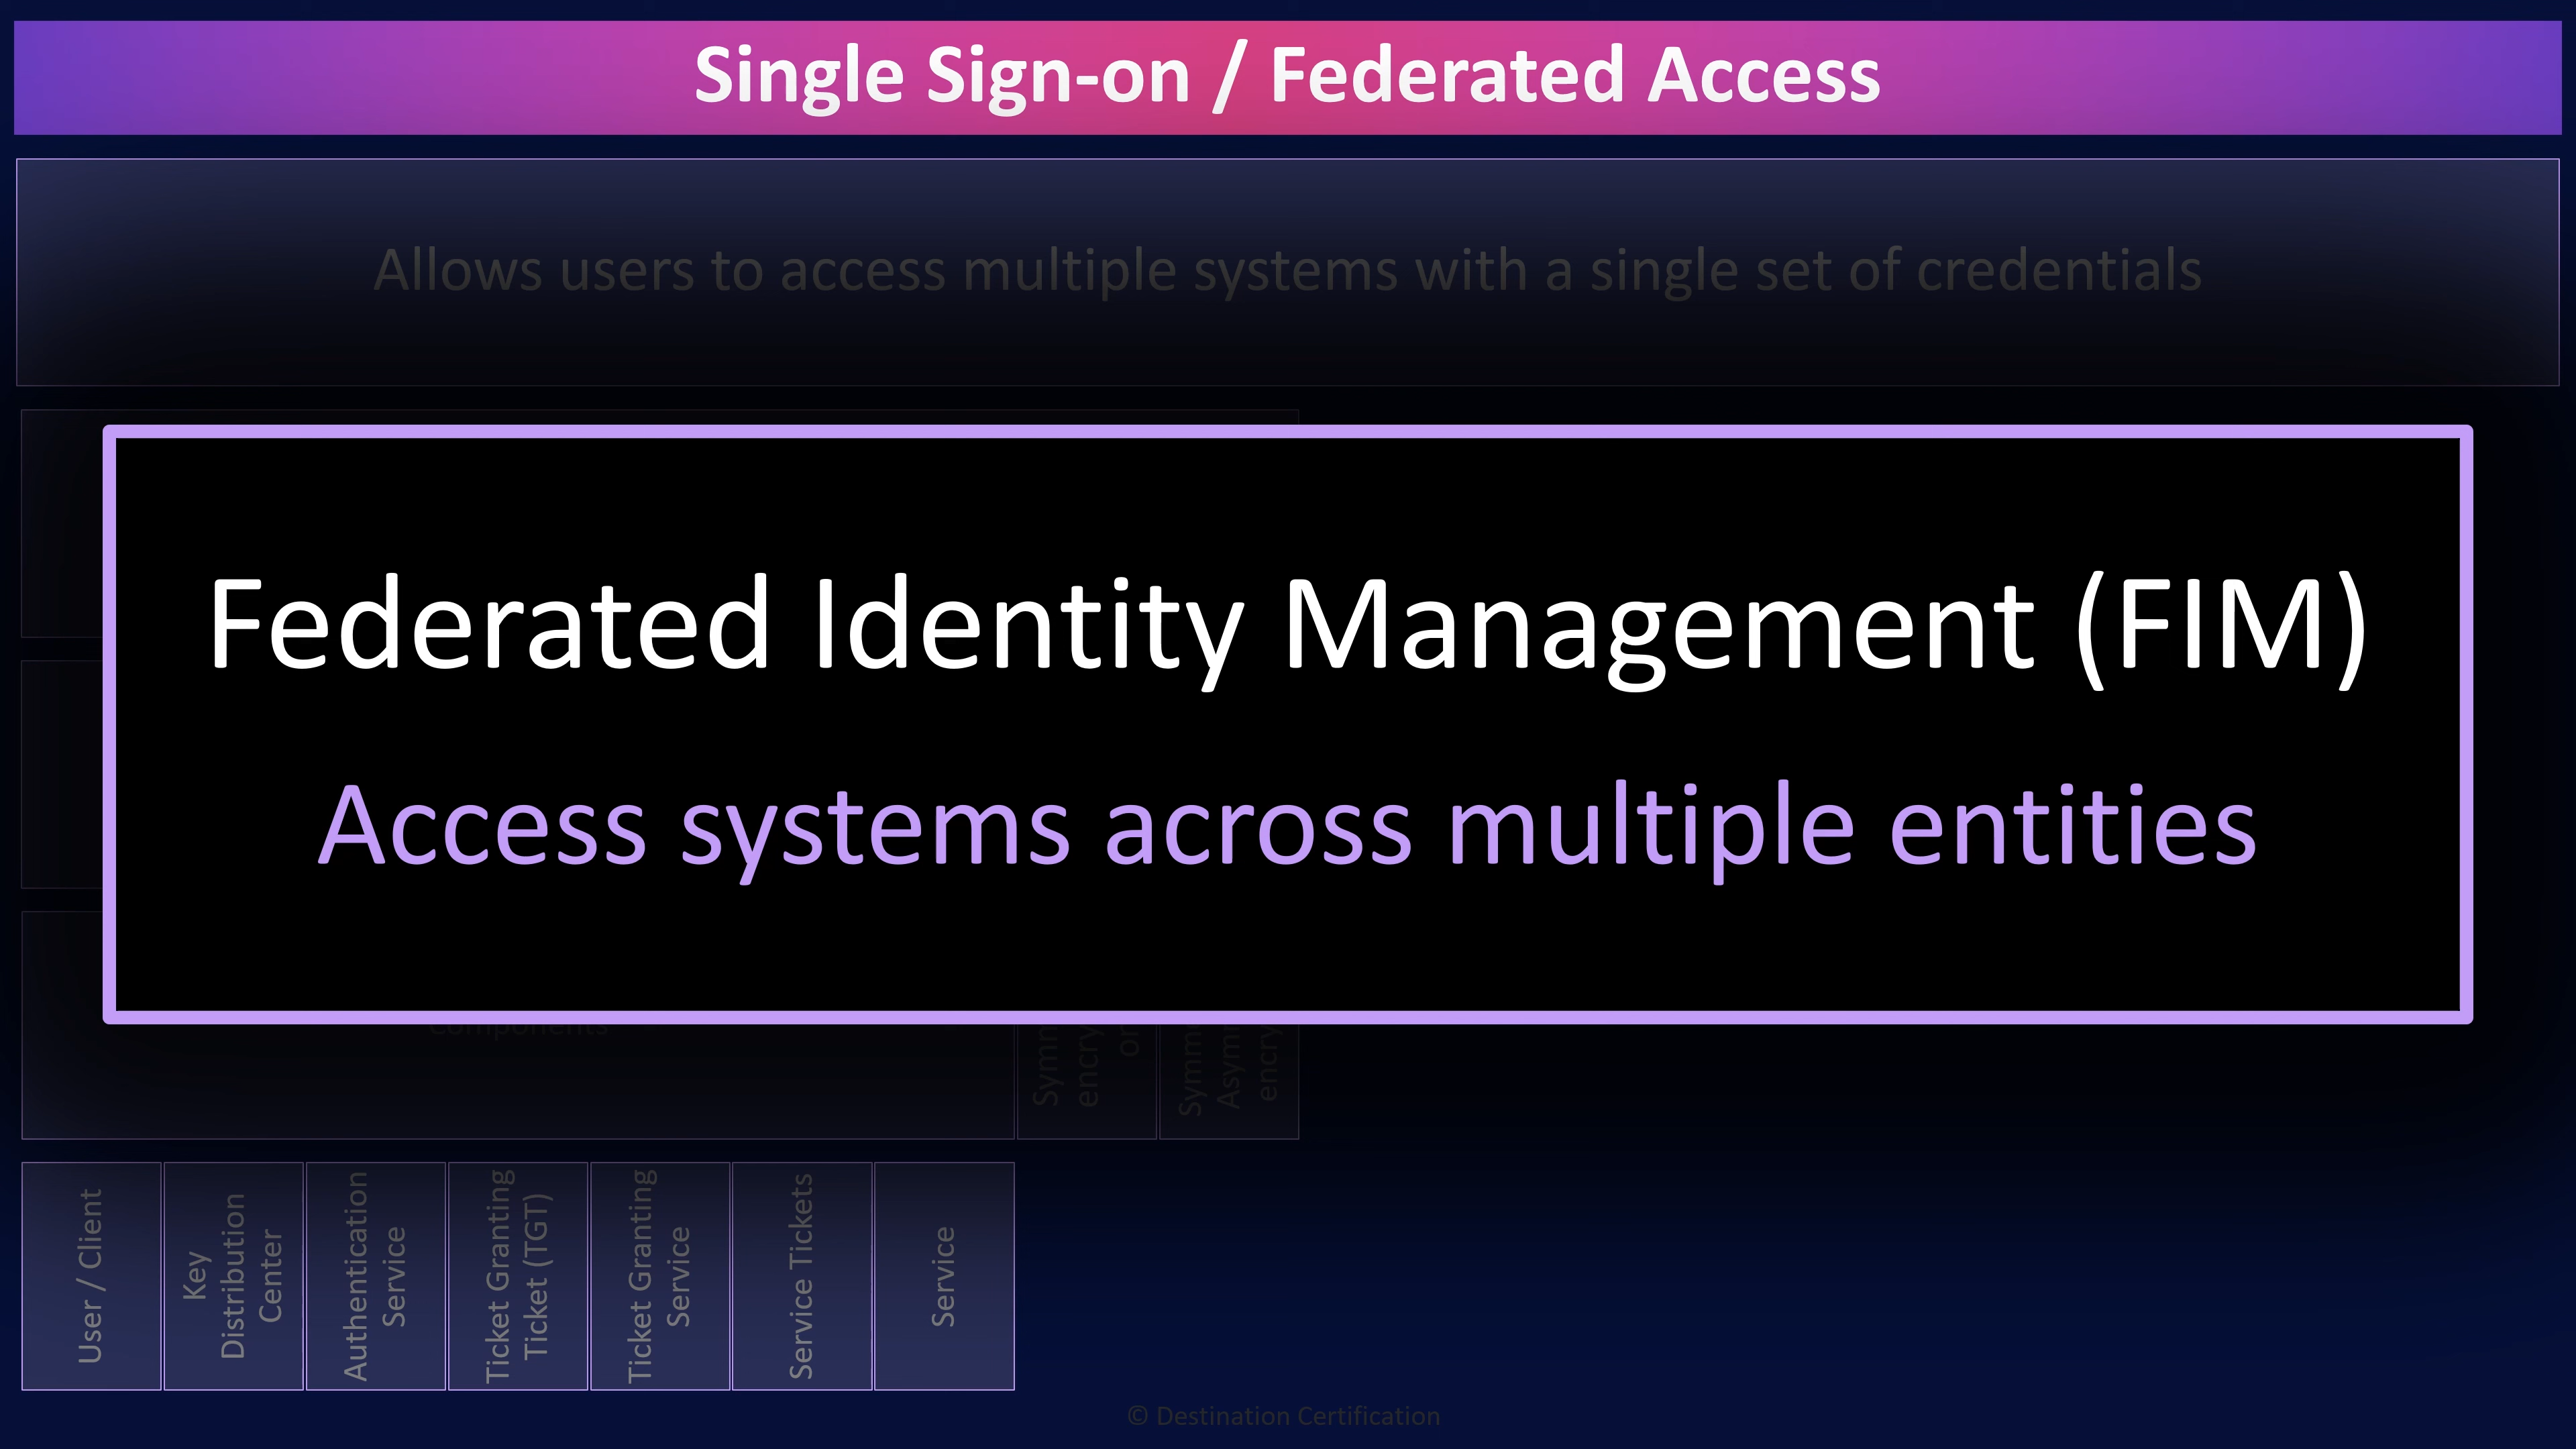 Single Sign-on / Federated Access
Allows users to access multiple systems with a single set of credentials
Federated Identity Management (FIM)
Access systems across multiple entities
Components
User / Client
Key
Distribution
Center
Authentication
Service
Ticket Granting
Ticket (TGT)
Ticket Granting
Service
Service Tickets
Service
© Destination Certification